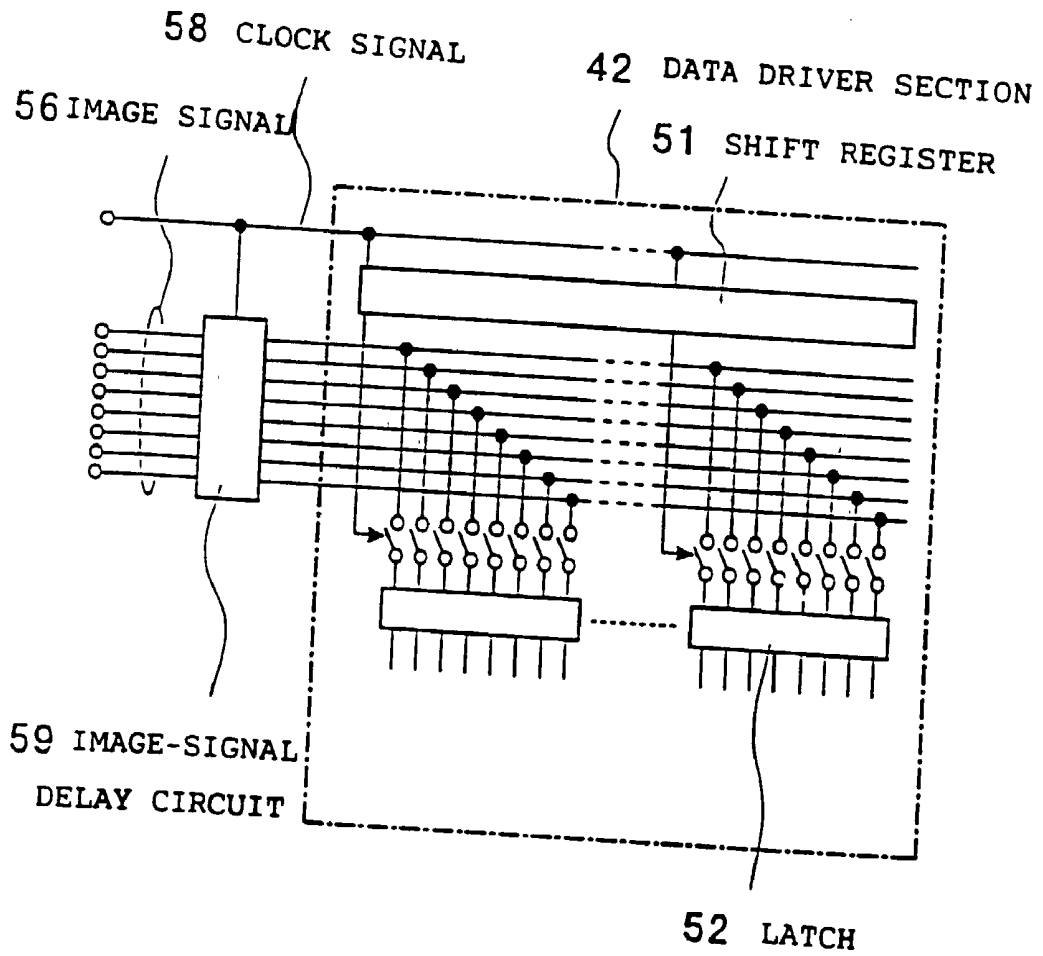 58 CLOCK SIGNAL
42 DATA DRIVER SECTION
56 IMAGE SIGNAL
51 SHIFT REGISTER
59 IMAGE-SIGNAL
DELAY CIRCUIT
52 LATCH